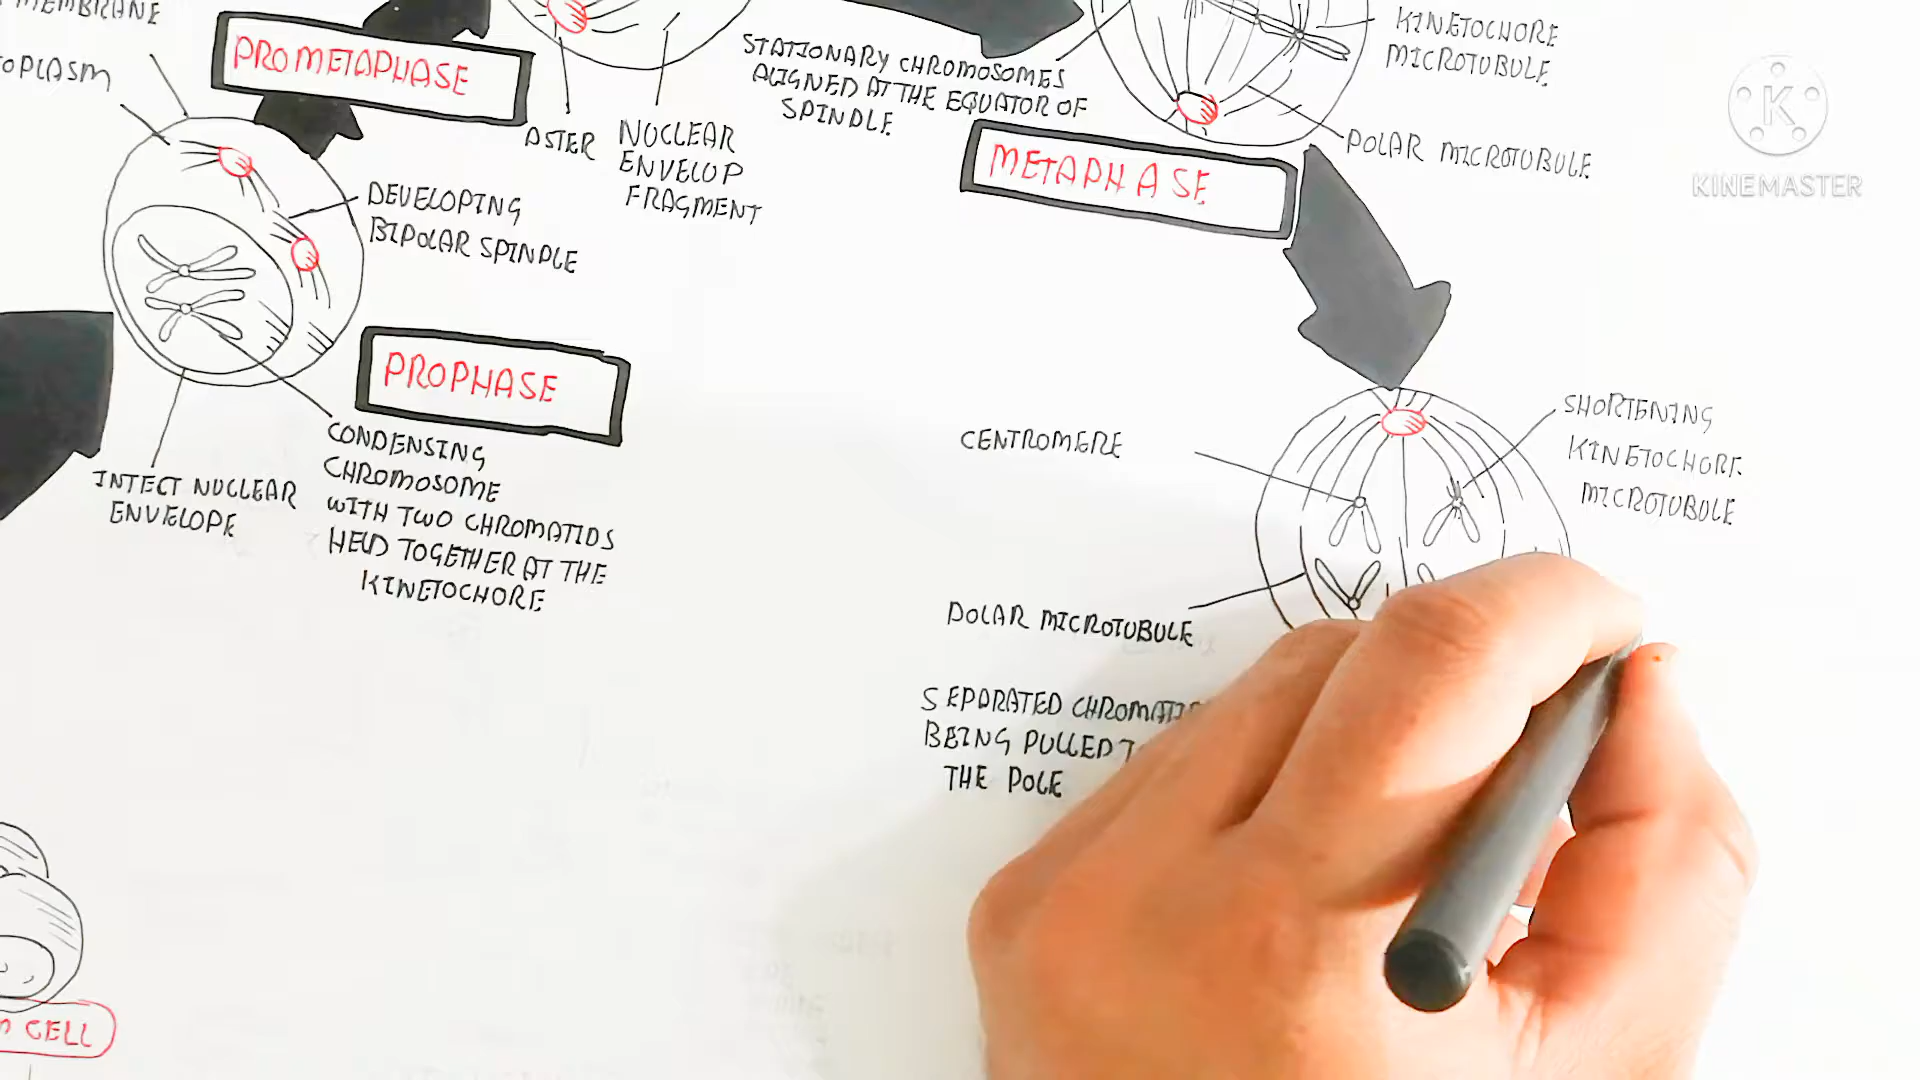 MEMBRANE
OPLASM
PROMETAPHASE
ASTER
NUCLEAR
ENVELOP
FRAGMENT
STATIONARY CHROMOSOMES
ALIGNED AT THE EQUATOR OF
SPINDLE
KINETOCHORE
MICROTUBULE
POLAR MICROTUBULE
METAPHASE
KINEMASTER
DEVELOPING
BIPOLAR SPINDLE
PROPHASE
CONDENSING
CHROMOSOME
WITH TWO CHROMATIDS
HELD TOGETHER AT THE
KINETOCHORE
INTECT NUCLEAR
ENVELOPE
CENTROMERE
SHORTENING
KINETOCHORE
MICROTUBULE
POLAR MICROTUBULE
SEPARATED
BEING PULLED
THE POLE
CELL